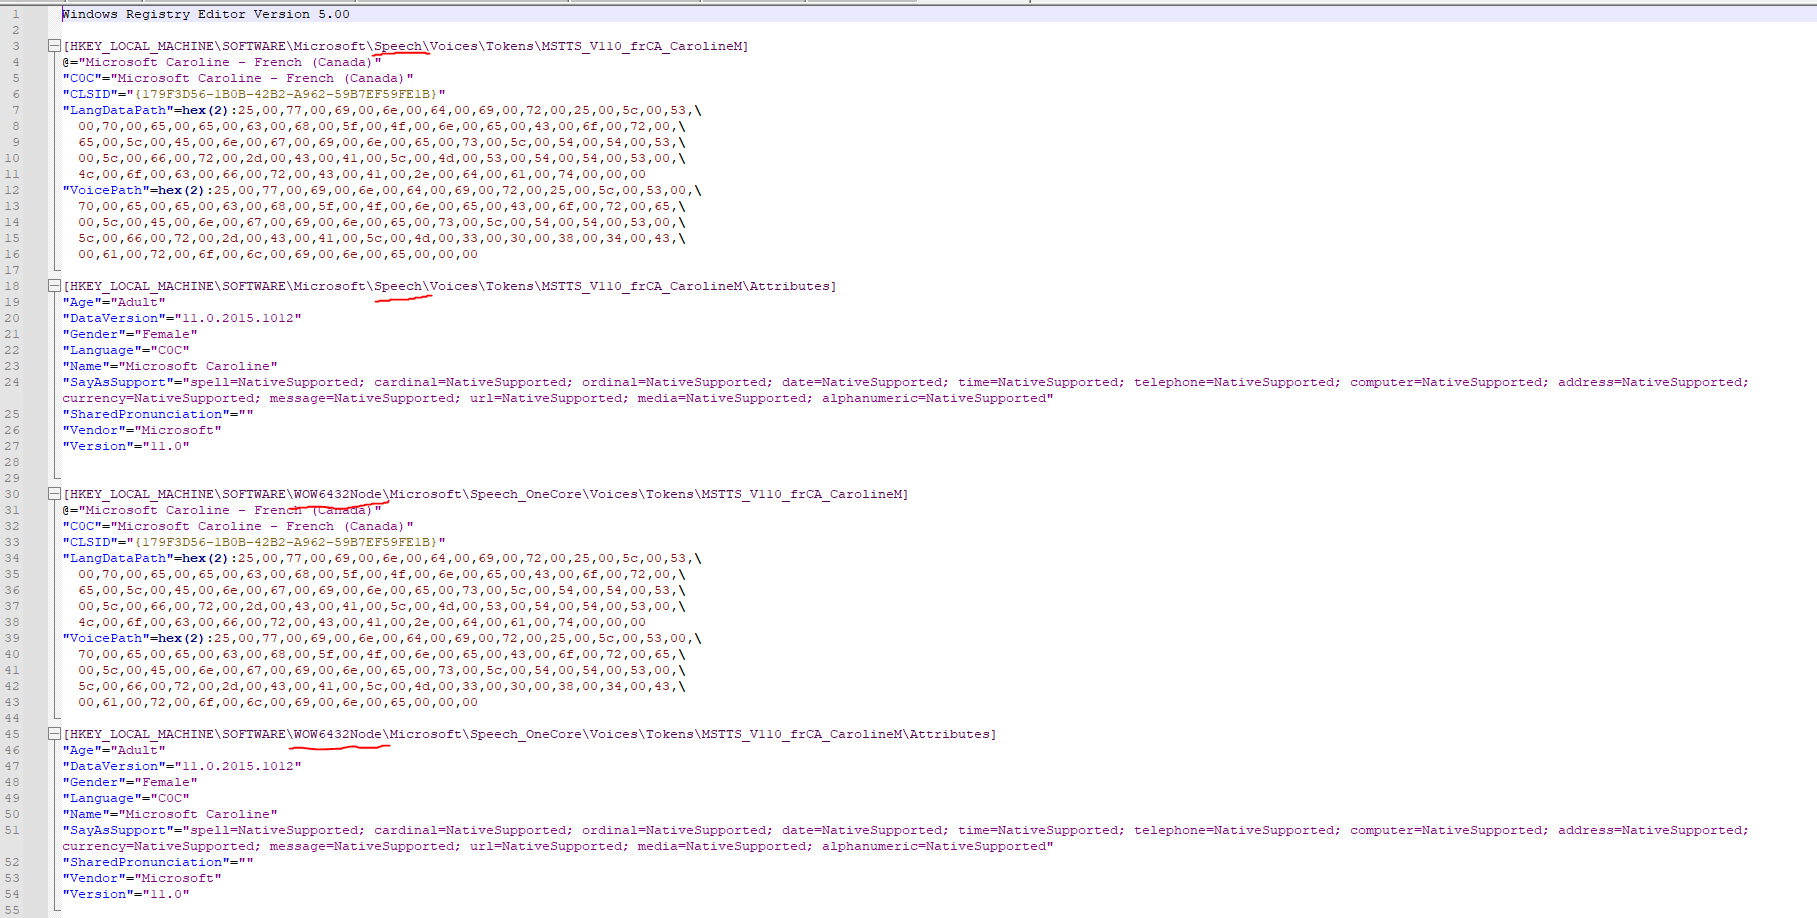 1 Windows Registry Editor Version 5.00
2
3 [HKEY_LOCAL_MACHINE\SOFTWARE\Microsoft\Speech\Voices\Tokens\MSTTS_V110_frCA_CarolineM]
4 @="Microsoft Caroline - French (Canada)"
5 "C0C"="Microsoft Caroline - French (Canada)"
6 "CLSID"="{179F3D56-1B0B-42B2-A962-59B7EF59FE1B}"
7 "LangDataPath"=hex(2):25,00,77,00,69,00,6e,00,64,00,69,00,72,00,25,00,5c,00,53,\
8 00,70,00,65,00,65,00,63,00,68,00,5f,00,4f,00,6e,00,65,00,43,00,6f,00,72,00,\
9 65,00,5c,00,45,00,6e,00,67,00,69,00,6e,00,65,00,73,00,5c,00,54,00,54,00,53,\
10 00,5c,00,66,00,72,00,2d,00,43,00,41,00,5c,00,4d,00,53,00,54,00,54,00,53,00,\
11 4c,00,6f,00,63,00,66,00,72,00,43,00,41,00,2e,00,64,00,61,00,74,00,00,00
12 "VoicePath"=hex(2):25,00,77,00,69,00,6e,00,64,00,69,00,72,00,25,00,5c,00,53,00,\
13 70,00,65,00,65,00,63,00,68,00,5f,00,4f,00,6e,00,65,00,43,00,6f,00,72,00,65,\
14 00,5c,00,45,00,6e,00,67,00,69,00,6e,00,65,00,73,00,5c,00,54,00,54,00,53,00,\
15 5c,00,66,00,72,00,2d,00,43,00,41,00,5c,00,4d,00,33,00,30,00,38,00,34,00,43,\
16 00,61,00,72,00,6f,00,6c,00,69,00,6e,00,65,00,00,00
17
18 [HKEY_LOCAL_MACHINE\SOFTWARE\Microsoft\Speech\Voices\Tokens\MSTTS_V110_frCA_CarolineM\Attributes]
19 "Age"="Adult"
20 "DataVersion"="11.0.2015.1012"
21 "Gender"="Female"
22 "Language"="C0C"
23 "Name"="Microsoft Caroline"
24 "SayAsSupport"="spell=NativeSupported; cardinal=NativeSupported; ordinal=NativeSupported; date=NativeSupported; time=NativeSupported; telephone=NativeSupported; computer=NativeSupported; address=NativeSupported;
currency=NativeSupported; message=NativeSupported; url=NativeSupported; media=NativeSupported; alphanumeric=NativeSupported"
25 "SharedPronunciation"=""
26 "Vendor"="Microsoft"
27 "Version"="11.0"
28
29
30 [HKEY_LOCAL_MACHINE\SOFTWARE\WOW6432Node\Microsoft\Speech_OneCore\Voices\Tokens\MSTTS_V110_frCA_CarolineM]
31 @="Microsoft Caroline - French (Canada)"
32 "C0C"="Microsoft Caroline - French (Canada)"
33 "CLSID"="{179F3D56-1B0B-42B2-A962-59B7EF59FE1B}"
34 "LangDataPath"=hex(2):25,00,77,00,69,00,6e,00,64,00,69,00,72,00,25,00,5c,00,53,\
35 00,70,00,65,00,65,00,63,00,68,00,5f,00,4f,00,6e,00,65,00,43,00,6f,00,72,00,\
36 65,00,5c,00,45,00,6e,00,67,00,69,00,6e,00,65,00,73,00,5c,00,54,00,54,00,53,\
37 00,5c,00,66,00,72,00,2d,00,43,00,41,00,5c,00,4d,00,53,00,54,00,54,00,53,00,\
38 4c,00,6f,00,63,00,66,00,72,00,43,00,41,00,2e,00,64,00,61,00,74,00,00,00
39 "VoicePath"=hex(2):25,00,77,00,69,00,6e,00,64,00,69,00,72,00,25,00,5c,00,53,00,\
40 70,00,65,00,65,00,63,00,68,00,5f,00,4f,00,6e,00,65,00,43,00,6f,00,72,00,65,\
41 00,5c,00,45,00,6e,00,67,00,69,00,6e,00,65,00,73,00,5c,00,54,00,54,00,53,00,\
42 5c,00,66,00,72,00,2d,00,43,00,41,00,5c,00,4d,00,33,00,30,00,38,00,34,00,43,\
43 00,61,00,72,00,6f,00,6c,00,69,00,6e,00,65,00,00,00
44
45 [HKEY_LOCAL_MACHINE\SOFTWARE\WOW6432Node\Microsoft\Speech_OneCore\Voices\Tokens\MSTTS_V110_frCA_CarolineM\Attributes]
46 "Age"="Adult"
47 "DataVersion"="11.0.2015.1012"
48 "Gender"="Female"
49 "Language"="C0C"
50 "Name"="Microsoft Caroline"
51 "SayAsSupport"="spell=NativeSupported; cardinal=NativeSupported; ordinal=NativeSupported; date=NativeSupported; time=NativeSupported; telephone=NativeSupported; computer=NativeSupported; address=NativeSupported;
currency=NativeSupported; message=NativeSupported; url=NativeSupported; media=NativeSupported; alphanumeric=NativeSupported"
52 "SharedPronunciation"=""
53 "Vendor"="Microsoft"
54 "Version"="11.0"
55